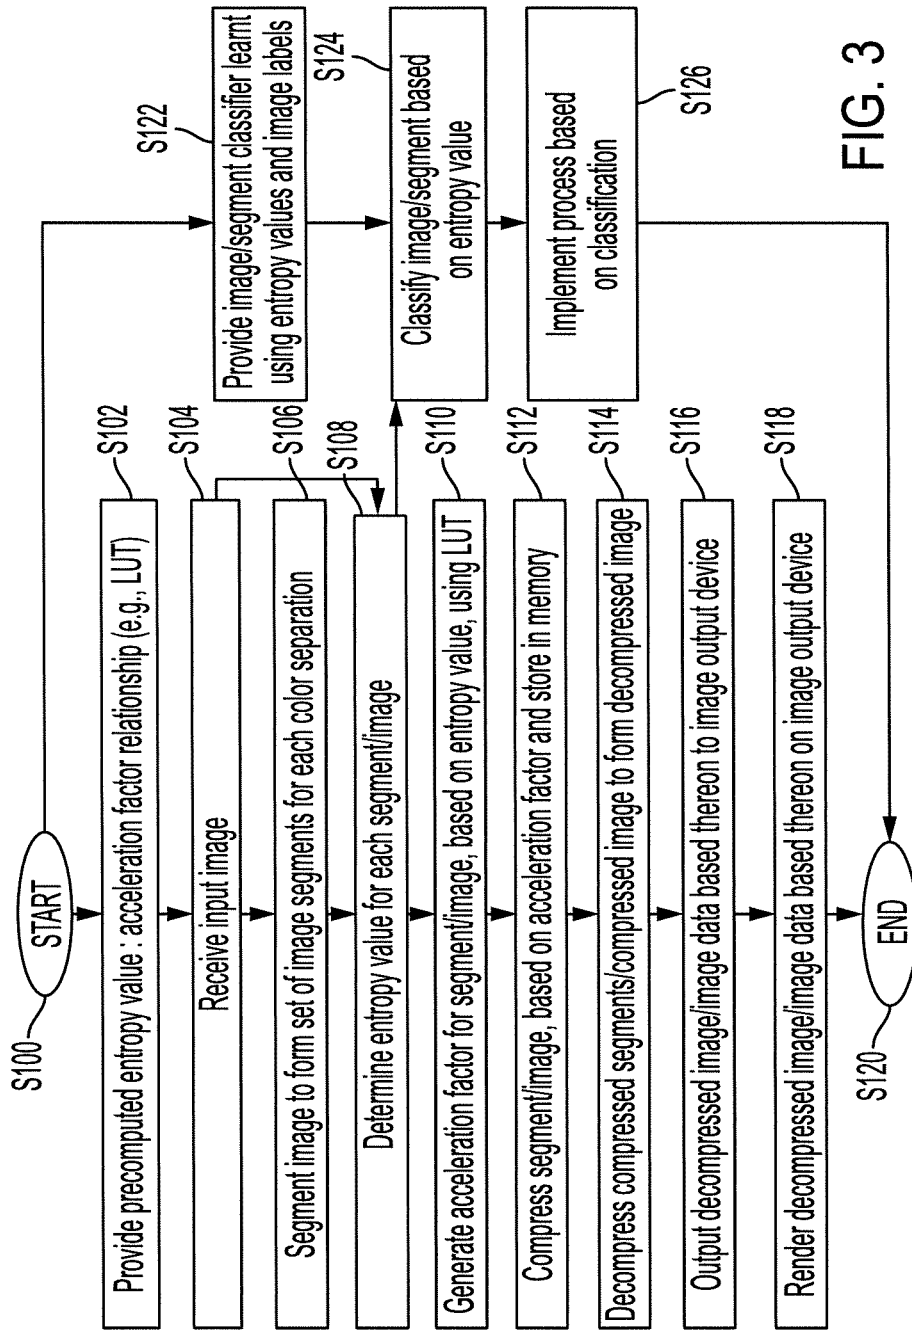 S100
START
S102
Provide precomputed entropy value : acceleration factor relationship (e.g., LUT)
S104
Receive input image
S106
Segment image to form set of image segments for each color separation
S108
Determine entropy value for each segment/image
S110
Generate acceleration factor for segment/image, based on entropy value, using LUT
S112
Compress segment/image, based on acceleration factor and store in memory
S114
Decompress compressed segments/compressed image to form decompressed image
S116
Output decompressed image/image data based thereon to image output device
S118
Render decompressed image/image data based thereon on image output device
S120
END
S122
Provide image/segment classifier learnt
using entropy values and image labels
S124
Classify image/segment based
on entropy value
S126
Implement process based
on classification
FIG. 3